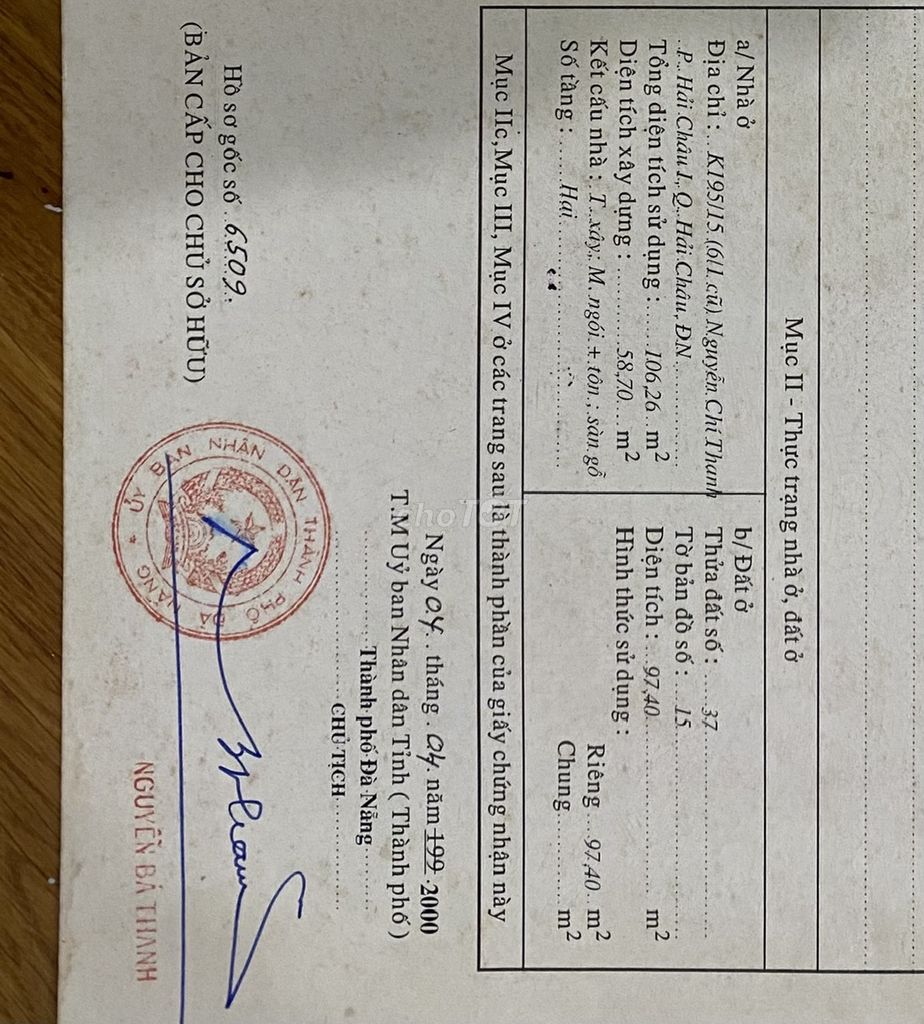 Mục II - Thực trạng nhà ở, đất ở
a/ Nhà ở
Địa chỉ : K195/15 (6/1 cũ) Nguyễn Chí Thanh
P. Hải Châu I, Q. Hải Châu, ĐN
Tổng diện tích sử dụng : 106,26 m²
Diện tích xây dựng : 58,70 m²
Kết cấu nhà : T. xây, M. ngói + tôn ; sàn gỗ
Số tầng : Hai
b/ Đất ở
Thửa đất số : 37
Tờ bản đồ số : 15
Diện tích : 97,40 m²
Hình thức sử dụng :
Riêng 97,40 m²
Chung m²
Mục IIc, Mục III, Mục IV ở các trang sau là thành phần của giấy chứng nhận này
Ngày 04 tháng 04 năm 199 2000
T.M Uỷ ban Nhân dân Tỉnh ( Thành phố )
Thành phố Đà Nẵng
CHỦ TỊCH
Hồ sơ gốc số 6509
(BẢN CẤP CHO CHỦ SỞ HỮU)
ỦY BAN NHÂN DÂN THÀNH PHỐ ĐÀ NẴNG
NGUYỄN BÁ THANH
choTOT